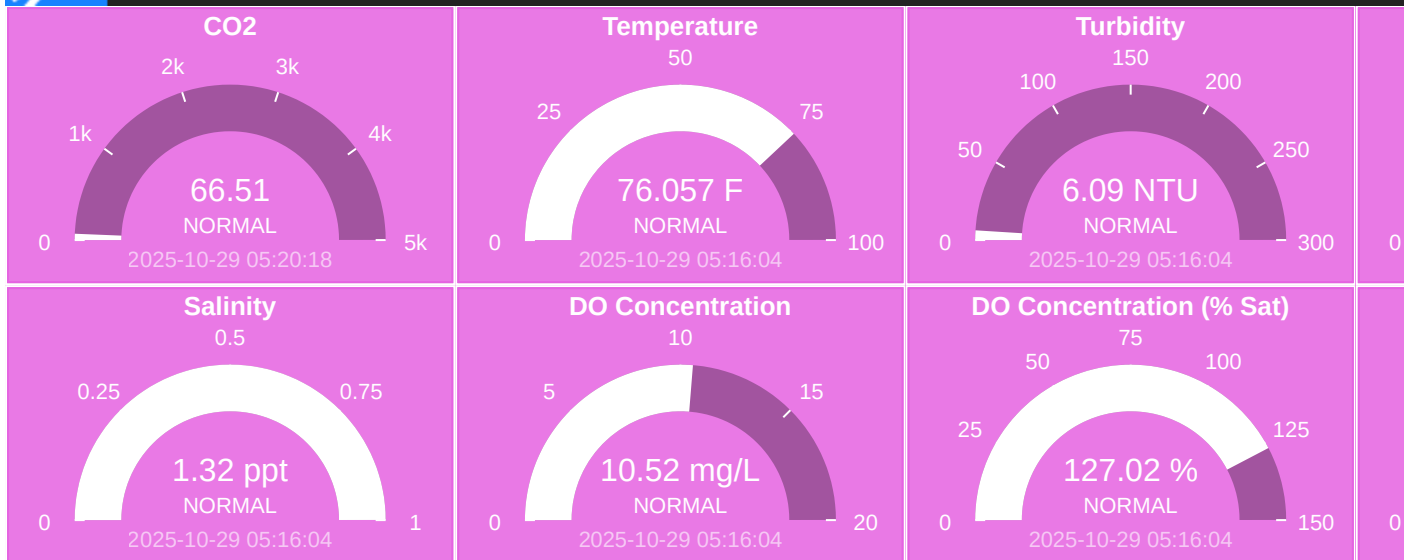 CO2
0
1k
2k
3k
4k
5k
66.51
NORMAL
2025-10-29 05:20:18
Temperature
0
25
50
75
100
76.057 F
NORMAL
2025-10-29 05:16:04
Turbidity
0
50
100
150
200
250
300
6.09 NTU
NORMAL
2025-10-29 05:16:04
0
Salinity
0
0.25
0.5
0.75
1
1.32 ppt
NORMAL
2025-10-29 05:16:04
DO Concentration
0
5
10
15
20
10.52 mg/L
NORMAL
2025-10-29 05:16:04
DO Concentration (% Sat)
0
25
50
75
100
125
150
127.02 %
NORMAL
2025-10-29 05:16:04
0